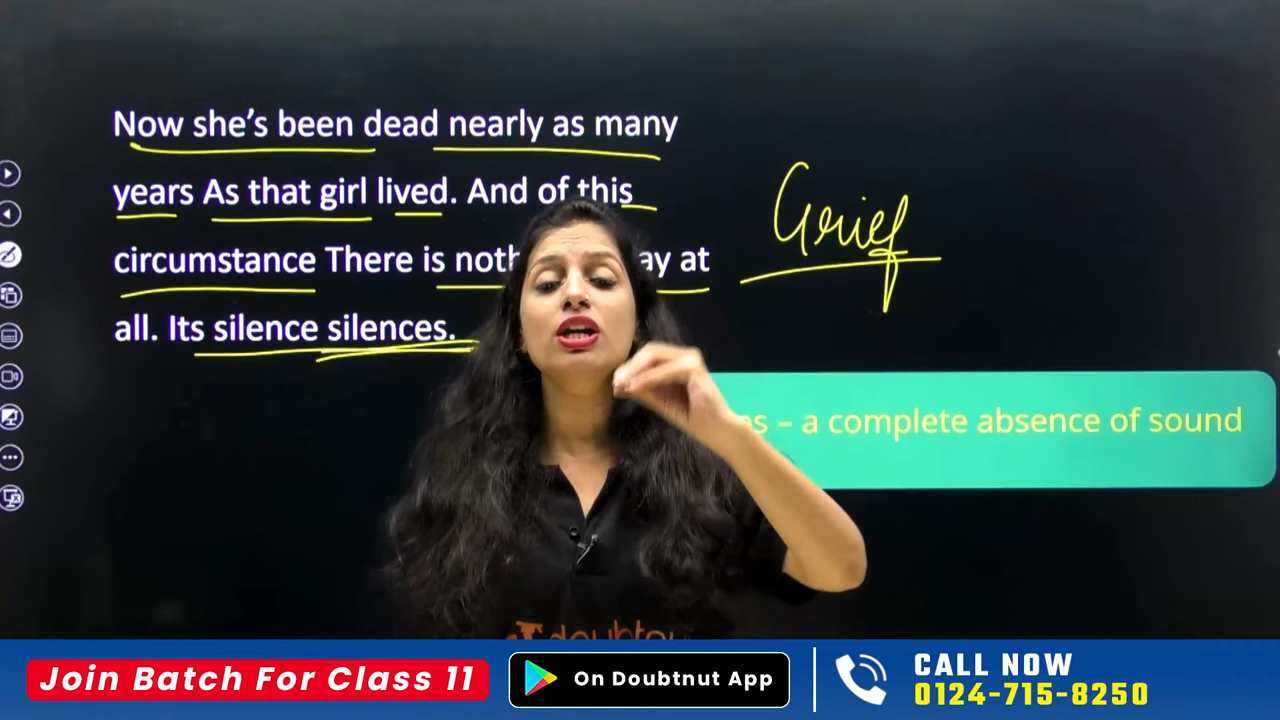 Now she's been dead nearly as many
years As that girl lived. And of this
circumstance There is at
all. Its silence silences.
Grief
– a complete absence of sound
doubtnut
Join Batch For Class 11
On Doubtnut App
CALL NOW
0124-715-8250